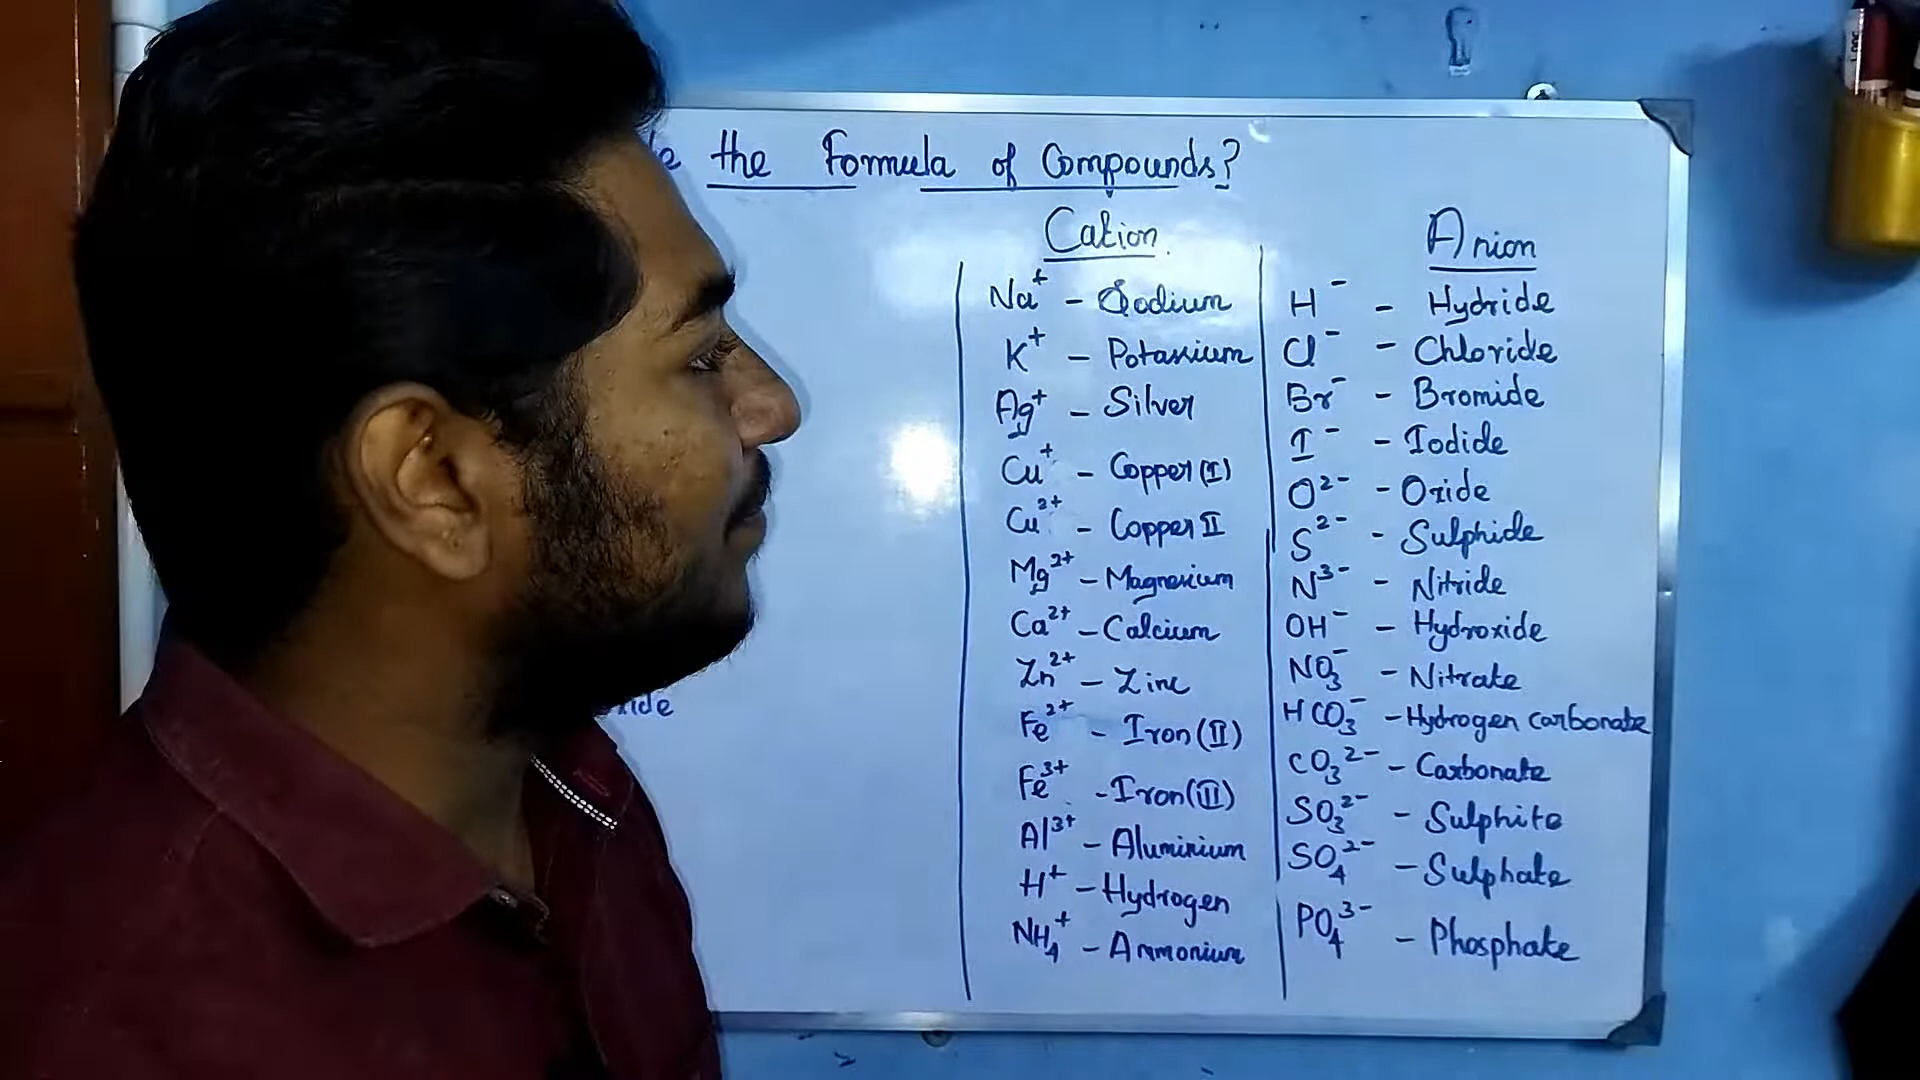 the Formula of Compounds?
Cation
Na⁺ - Sodium
K⁺ - Potassium
Ag⁺ - Silver
Cu⁺ - Copper (I)
Cu²⁺ - Copper II
Mg²⁺ - Magnesium
Ca²⁺ - Calcium
Zn²⁺ - Zinc
Fe²⁺ - Iron (II)
Fe³⁺ - Iron (III)
Al³⁺ - Aluminium
H⁺ - Hydrogen
NH₄⁺ - Ammonium
Anion
H⁻ - Hydride
Cl⁻ - Chloride
Br⁻ - Bromide
I⁻ - Iodide
O²⁻ - Oxide
S²⁻ - Sulphide
N³⁻ - Nitride
OH⁻ - Hydroxide
NO₃⁻ - Nitrate
HCO₃⁻ - Hydrogen carbonate
CO₃²⁻ - Carbonate
SO₃²⁻ - Sulphite
SO₄²⁻ - Sulphate
PO₄³⁻ - Phosphate